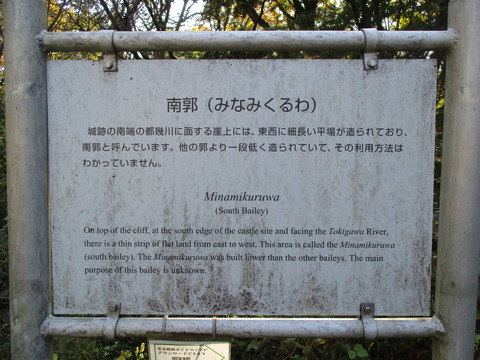 南郭（みなみくるわ）
城跡の南端の都幾川に面する崖上には、東西に細長い平場が造られており、
南郭と呼んでいます。他の郭より一段低く造られていて、その利用方法は
わかっていません。
Minamikuruwa
(South Bailey)
On top of the cliff, at the south edge of the castle site and facing the Tokigawa River,
there is a thin strip of flat land from east to west. This area is called the Minamikuruwa
(south bailey). The Minamikuruwa was built lower than the other baileys. The main
purpose of this bailey is unknown.